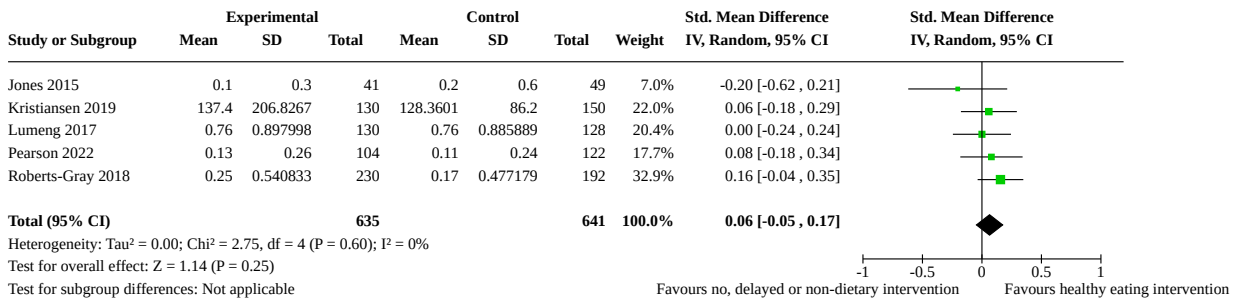 Experimental Control Std. Mean Difference Std. Mean Difference
Study or Subgroup Mean SD Total Mean SD Total Weight IV, Random, 95% CI IV, Random, 95% CI
Jones 2015 0.1 0.3 41 0.2 0.6 49 7.0% -0.20 [-0.62 , 0.21]
Kristiansen 2019 137.4 206.8267 130 128.3601 86.2 150 22.0% 0.06 [-0.18 , 0.29]
Lumeng 2017 0.76 0.897998 130 0.76 0.885889 128 20.4% 0.00 [-0.24 , 0.24]
Pearson 2022 0.13 0.26 104 0.11 0.24 122 17.7% 0.08 [-0.18 , 0.34]
Roberts-Gray 2018 0.25 0.540833 230 0.17 0.477179 192 32.9% 0.16 [-0.04 , 0.35]
Total (95% CI) 635 641 100.0% 0.06 [-0.05 , 0.17]
Heterogeneity: Tau² = 0.00; Chi² = 2.75, df = 4 (P = 0.60); I² = 0%
Test for overall effect: Z = 1.14 (P = 0.25) -1 -0.5 0 0.5 1
Test for subgroup differences: Not applicable Favours no, delayed or non-dietary intervention Favours healthy eating intervention